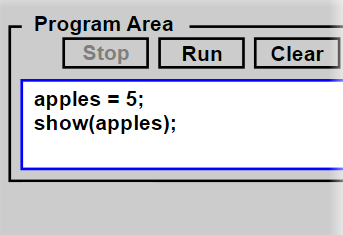 Program Area
Stop Run Clear
apples = 5;
show(apples);